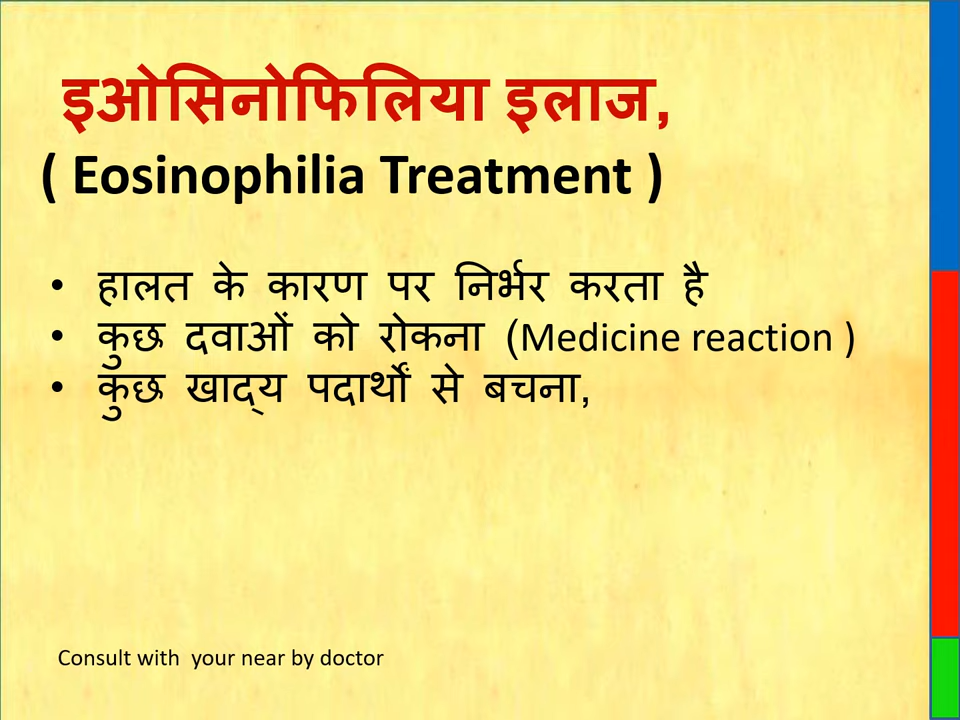 इओसिनोफिलिया इलाज,
( Eosinophilia Treatment )
• हालत के कारण पर निर्भर करता है
• कुछ दवाओं को रोकना (Medicine reaction )
• कुछ खाद्य पदार्थों से बचना,
Consult with your near by doctor